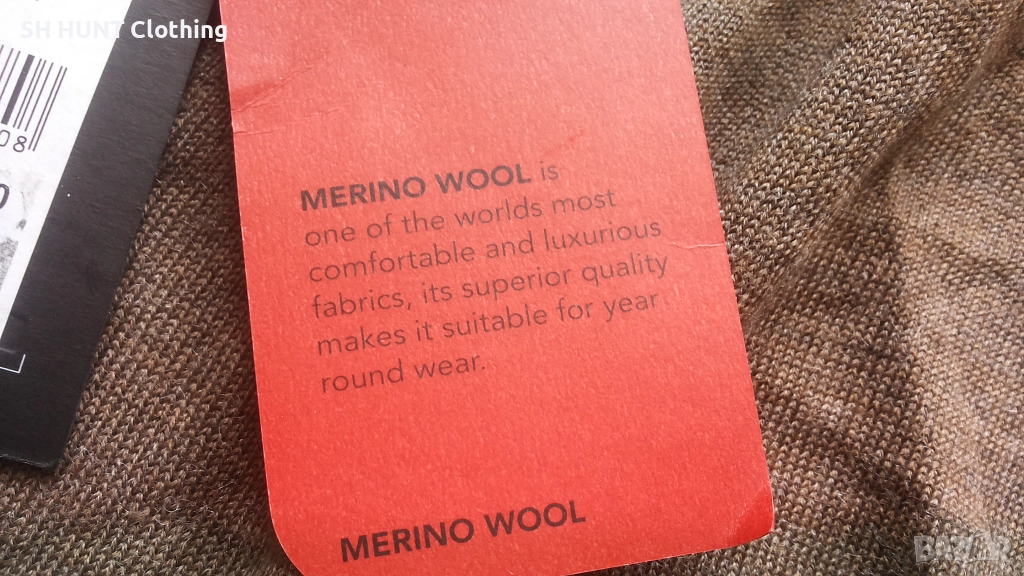 SH HUNT Clothing
08
MERINO WOOL is
one of the worlds most
comfortable and luxurious
fabrics, its superior quality
makes it suitable for year
round wear.
MERINO WOOL